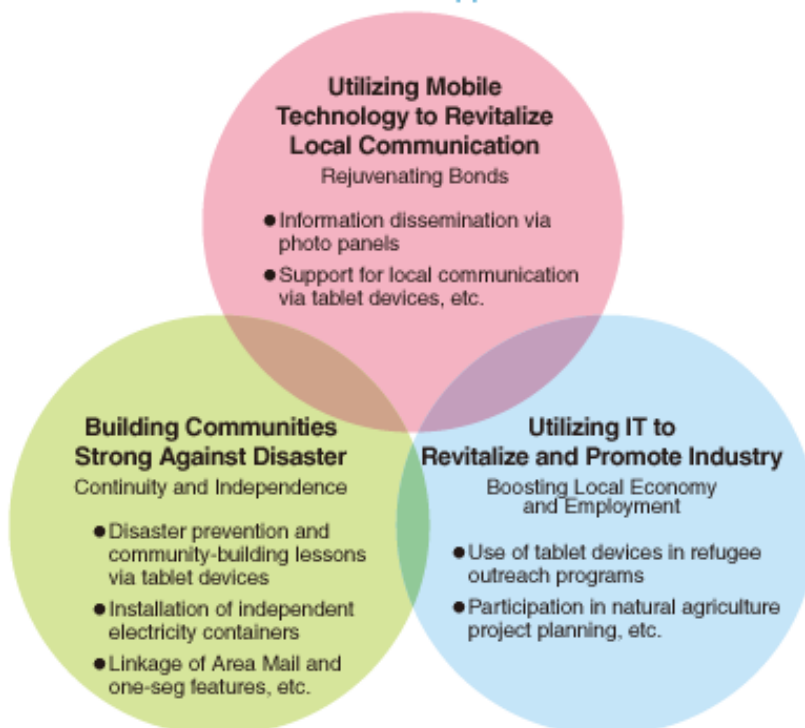 Utilizing Mobile
Technology to Revitalize
Local Communication
Rejuvenating Bonds
● Information dissemination via
photo panels
● Support for local communication
via tablet devices, etc.
Building Communities
Strong Against Disaster
Continuity and Independence
● Disaster prevention and
community-building lessons
via tablet devices
● Installation of independent
electricity containers
● Linkage of Area Mail and
one-seg features, etc.
Utilizing IT to
Revitalize and Promote Industry
Boosting Local Economy
and Employment
● Use of tablet devices in refugee
outreach programs
● Participation in natural agriculture
project planning, etc.